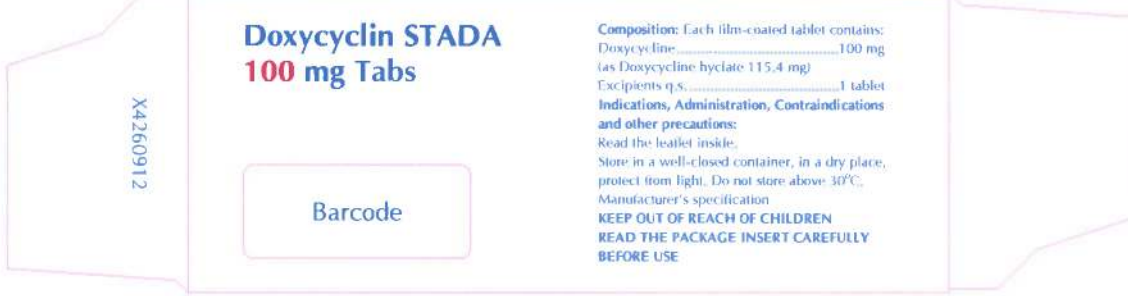 Doxycyclin STADA
100 mg Tabs
X4260912
Barcode
Composition: Each film-coated tablet contains:
Doxycycline..........................................100 mg
(as Doxycycline hyclate 115,4 mg)
Excipients q.s........................................1 tablet
Indications, Administration, Contraindications
and other precautions:
Read the leaflet inside.
Store in a well-closed container, in a dry place,
protect from light. Do not store above 30°C.
Manufacturer's specification
KEEP OUT OF REACH OF CHILDREN
READ THE PACKAGE INSERT CAREFULLY
BEFORE USE